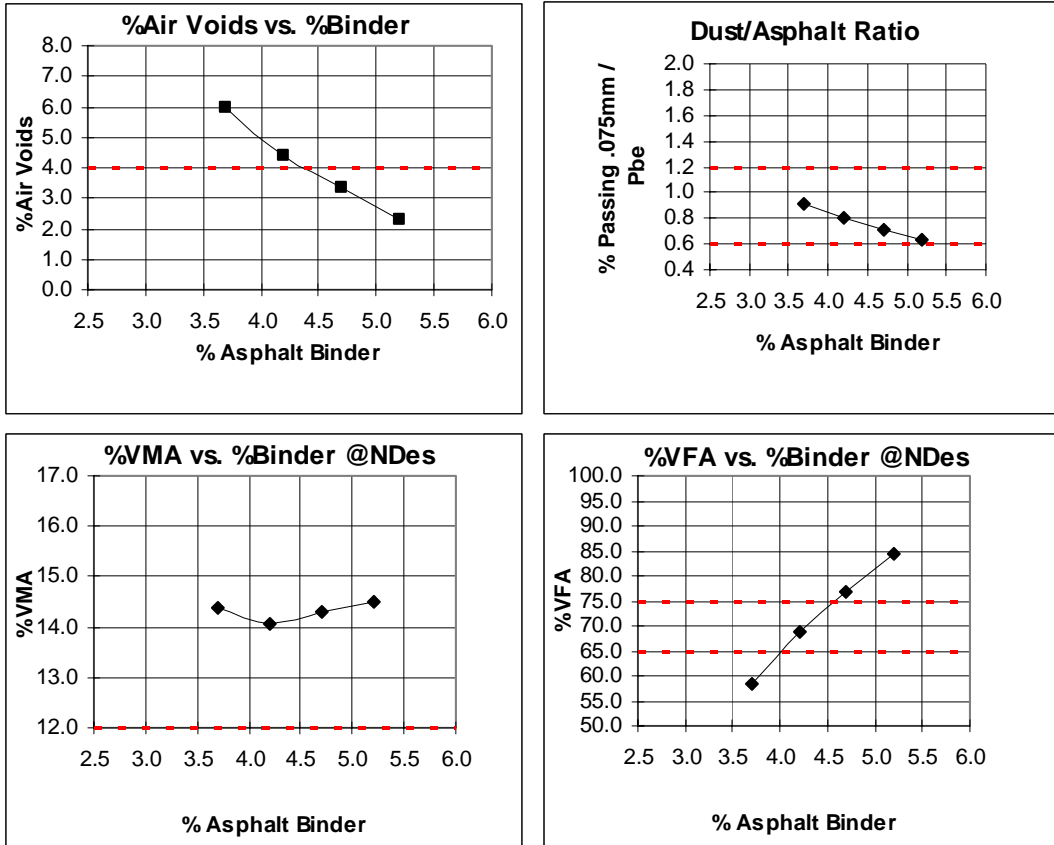 %Air Voids vs. %Binder
8.0
7.0
6.0
5.0
4.0
3.0
2.0
1.0
0.0
%Air Voids
2.5 3.0 3.5 4.0 4.5 5.0 5.5 6.0
% Asphalt Binder
Dust/Asphalt Ratio
2.0
1.8
1.6
1.4
1.2
1.0
0.8
0.6
0.4
% Passing .075mm /
Pbe
2.5 3.0 3.5 4.0 4.5 5.0 5.5 6.0
% Asphalt Binder
%VMA vs. %Binder @NDes
17.0
16.0
15.0
14.0
13.0
12.0
%VMA
2.5 3.0 3.5 4.0 4.5 5.0 5.5 6.0
% Asphalt Binder
%VFA vs. %Binder @NDes
100.0
95.0
90.0
85.0
80.0
75.0
70.0
65.0
60.0
55.0
50.0
%VFA
2.5 3.0 3.5 4.0 4.5 5.0 5.5 6.0
% Asphalt Binder